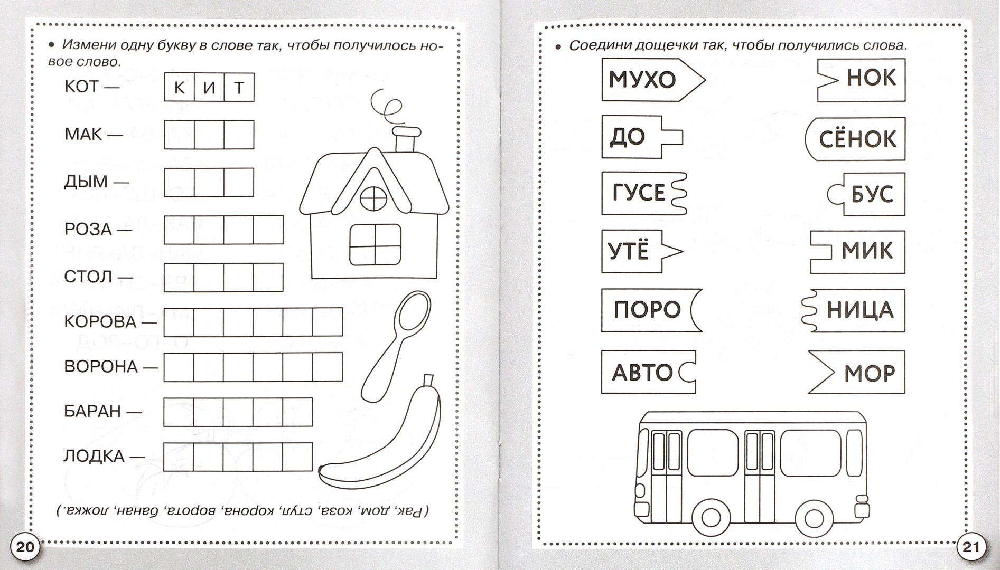 • Измени одну букву в слове так, чтобы получилось но-
вое слово.
КОТ — К И Т
МАК —
ДЫМ —
РОЗА —
СТОЛ —
КОРОВА —
ВОРОНА —
БАРАН —
ЛОДКА —
(Рак, дом, коза, стул, корона, ворота, банан, ложка.)
20
• Соедини дощечки так, чтобы получились слова.
МУХО НОК
ДО СЁНОК
ГУСЕ БУС
УТЁ МИК
ПОРО НИЦА
АВТО МОР
21